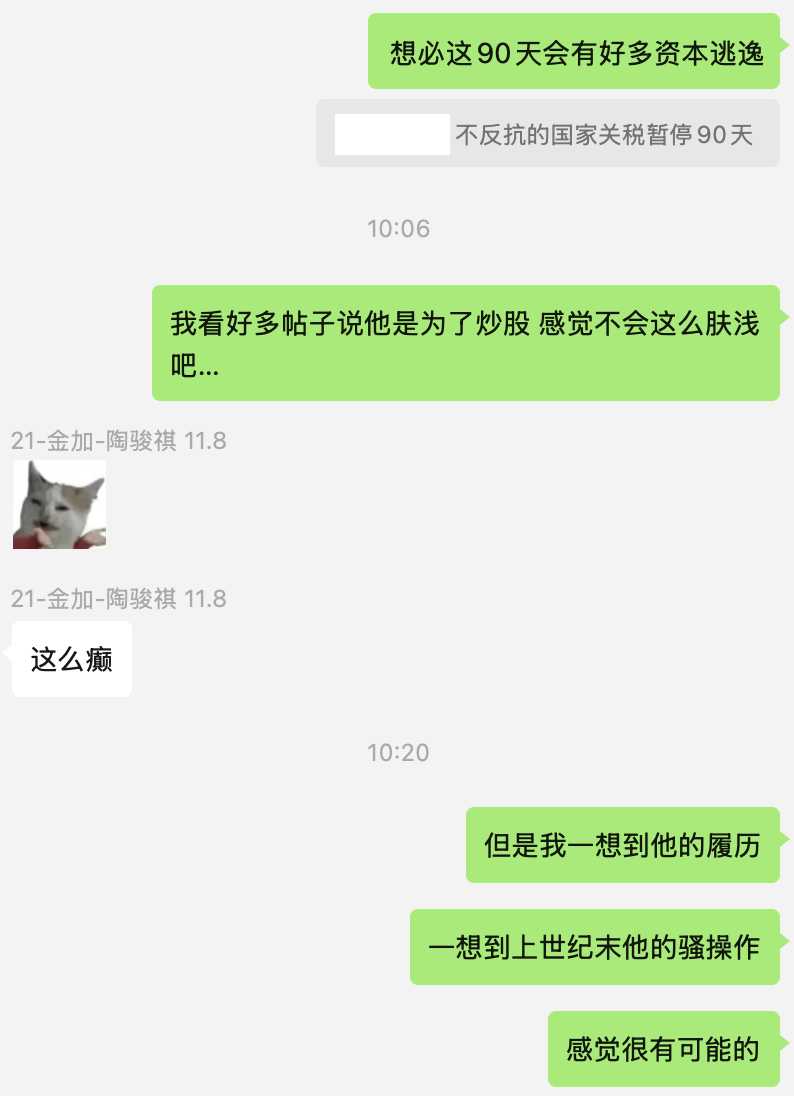 想必这90天会有好多资本逃逸
不反抗的国家关税暂停90天
10:06
我看好多帖子说他是为了炒股 感觉不会这么肤浅
吧...
21-金加-陶骏祺 11.8
21-金加-陶骏祺 11.8
这么癫
10:20
但是我一想到他的履历
一想到上世纪末他的骚操作
感觉很有可能的